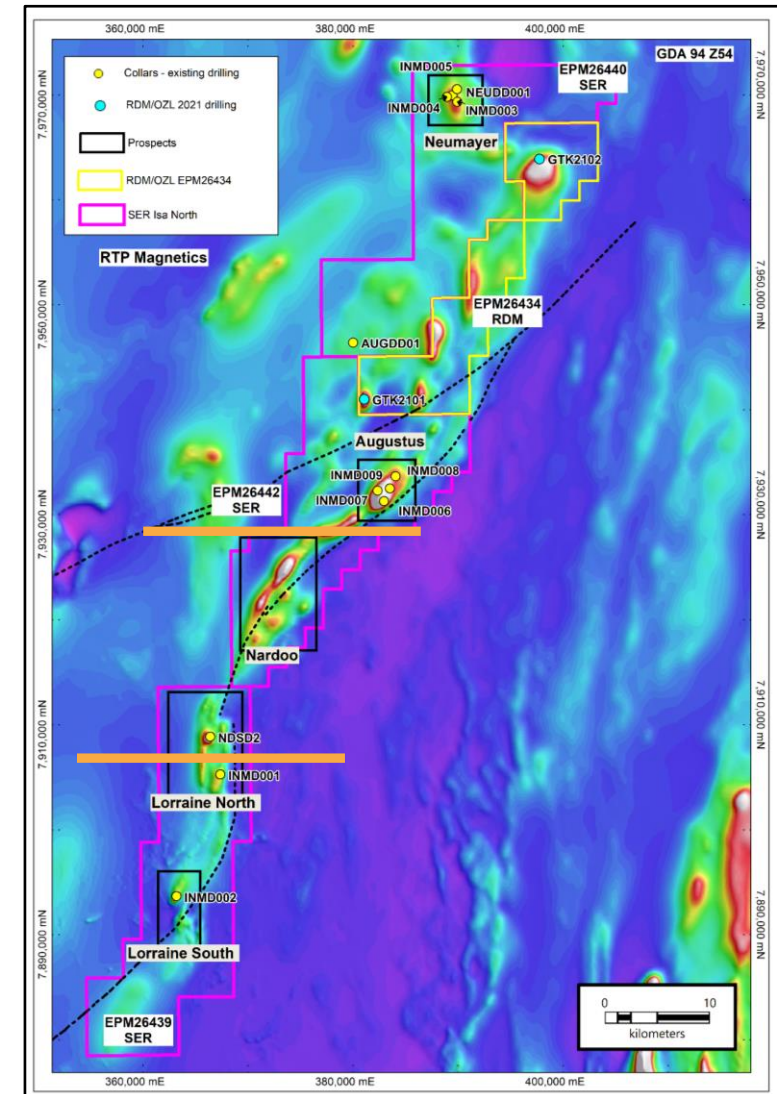 360,000 mE 380,000 mE 400,000 mE
GDA 94 Z54
Collars - existing drilling
RDM/OZL 2021 drilling
Prospects
RDM/OZL EPM26434
SER Isa North
RTP Magnetics
INMD005
EPM26440
SER
NEUDD001
INMD004
INMD003
Neumayer
GTK2102
7,970,000 mN
7,970,000 mN
EPM26434
RDM
7,950,000 mN
7,950,000 mN
AUGDD01
GTK2101
Augustus
INMD009
INMD008
EPM26442
SER
INMD007
INMD006
7,930,000 mN
7,930,000 mN
Nardoo
7,910,000 mN
7,910,000 mN
NDSD2
INMD001
Lorraine North
INMD002
7,890,000 mN
7,890,000 mN
Lorraine South
EPM26439
SER
0 10
kilometers
360,000 mE 380,000 mE 400,000 mE